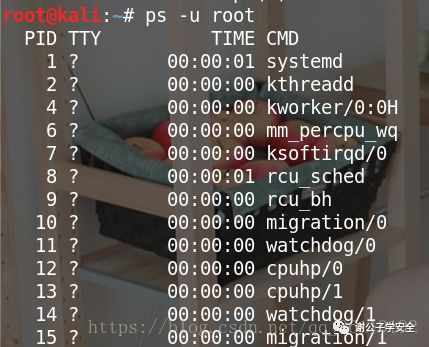 root@kali:~# ps -u root
PID TTY TIME CMD
1 ? 00:00:01 systemd
2 ? 00:00:00 kthreadd
4 ? 00:00:00 kworker/0:0H
6 ? 00:00:00 mm_percpu_wq
7 ? 00:00:00 ksoftirqd/0
8 ? 00:00:01 rcu_sched
9 ? 00:00:00 rcu_bh
10 ? 00:00:00 migration/0
11 ? 00:00:00 watchdog/0
12 ? 00:00:00 cpuhp/0
13 ? 00:00:00 cpuhp/1
14 ? 00:00:00 watchdog/1
15 ? 00:00:00 migration/1
https://blog.csdn.net/qq
谢公子学安全